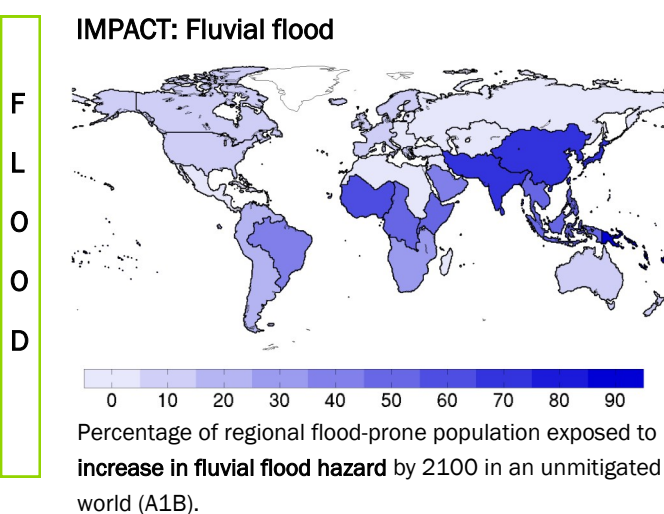 IMPACT: Fluvial flood
F
L
O
O
D
0 10 20 30 40 50 60 70 80 90
Percentage of regional flood-prone population exposed to
increase in fluvial flood hazard by 2100 in an unmitigated
world (A1B).